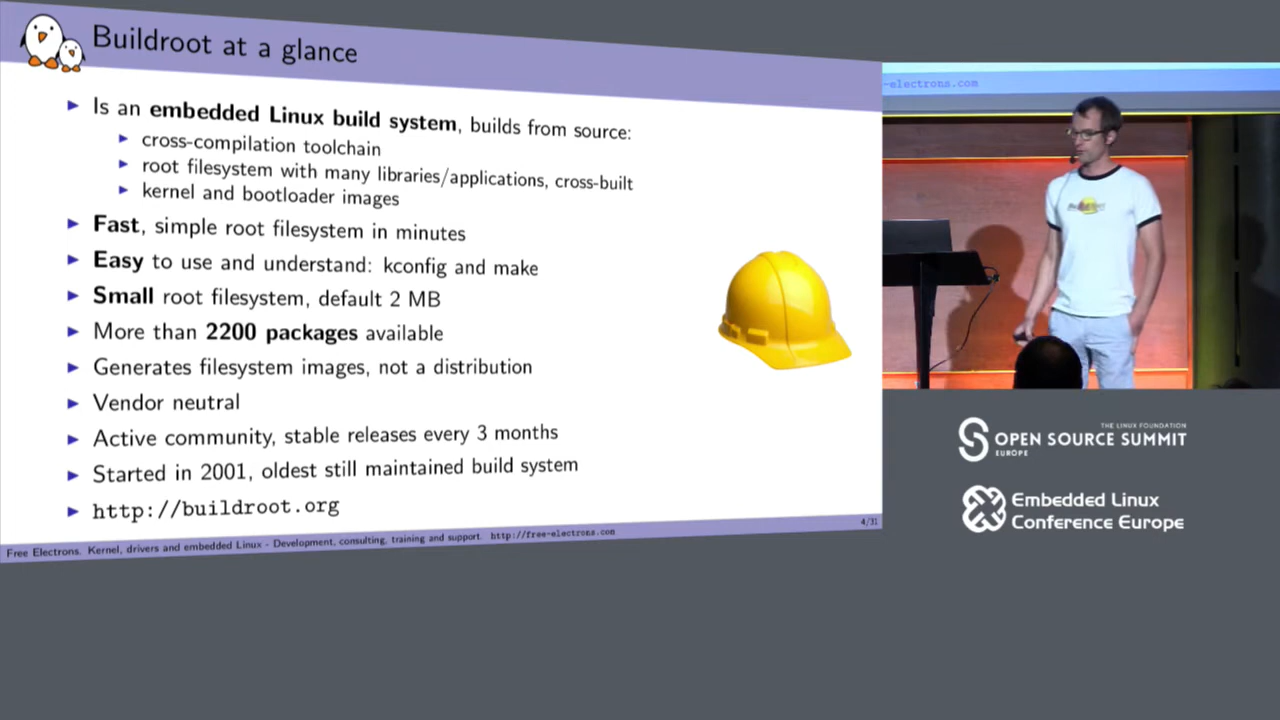 Buildroot at a glance
► Is an embedded Linux build system, builds from source:
► cross-compilation toolchain
► root filesystem with many libraries/applications, cross-built
► kernel and bootloader images
► Fast, simple root filesystem in minutes
► Easy to use and understand: kconfig and make
► Small root filesystem, default 2 MB
► More than 2200 packages available
► Generates filesystem images, not a distribution
► Vendor neutral
► Active community, stable releases every 3 months
► Started in 2001, oldest still maintained build system
► http://buildroot.org
4/31
Free Electrons. Kernel, drivers and embedded Linux - Development, consulting, training and support. http://free-electrons.com
-electrons.com
THE LINUX FOUNDATION
OPEN SOURCE SUMMIT
EUROPE
Embedded Linux
Conference Europe